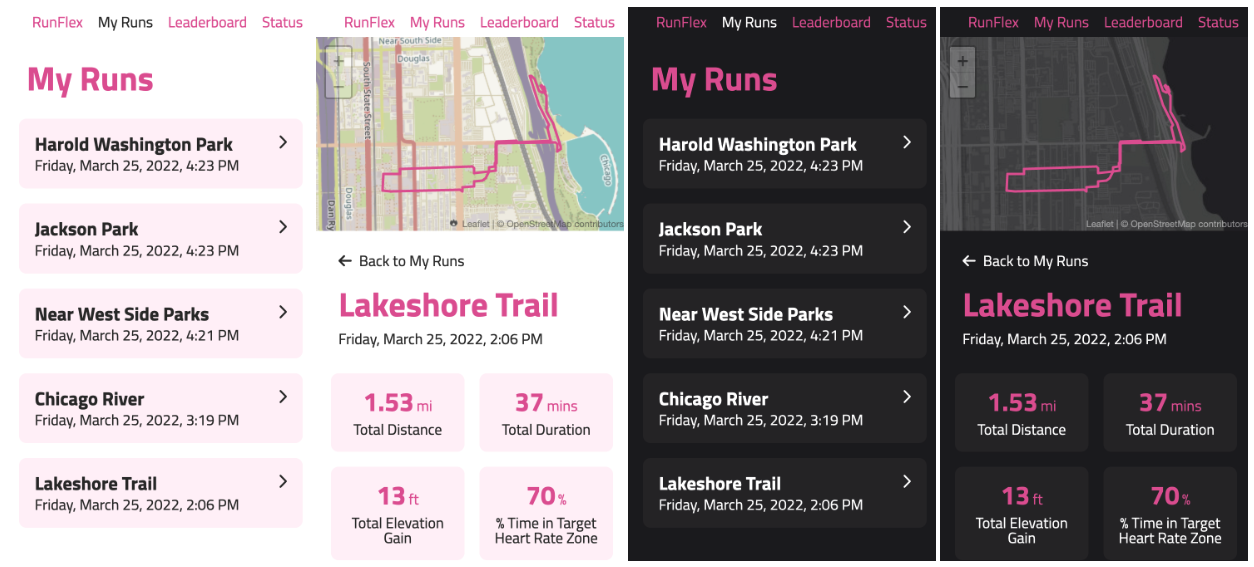 RunFlex My Runs Leaderboard Status
My Runs
Harold Washington Park
Friday, March 25, 2022, 4:23 PM
Jackson Park
Friday, March 25, 2022, 4:23 PM
Near West Side Parks
Friday, March 25, 2022, 4:21 PM
Chicago River
Friday, March 25, 2022, 3:19 PM
Lakeshore Trail
Friday, March 25, 2022, 2:06 PM
RunFlex My Runs Leaderboard Status
+
−
Near South Side
Douglas
South State Street
Douglas
Dan Ry
Chicago
Leaflet | © OpenStreetMap contributors
← Back to My Runs
Lakeshore Trail
Friday, March 25, 2022, 2:06 PM
1.53 mi
Total Distance
37 mins
Total Duration
13 ft
Total Elevation
Gain
70 %
% Time in Target
Heart Rate Zone
RunFlex My Runs Leaderboard Status
My Runs
Harold Washington Park
Friday, March 25, 2022, 4:23 PM
Jackson Park
Friday, March 25, 2022, 4:23 PM
Near West Side Parks
Friday, March 25, 2022, 4:21 PM
Chicago River
Friday, March 25, 2022, 3:19 PM
Lakeshore Trail
Friday, March 25, 2022, 2:06 PM
RunFlex My Runs Leaderboard Status
+
−
Leaflet | © OpenStreetMap contributors
← Back to My Runs
Lakeshore Trail
Friday, March 25, 2022, 2:06 PM
1.53 mi
Total Distance
37 mins
Total Duration
13 ft
Total Elevation
Gain
70 %
% Time in Target
Heart Rate Zone